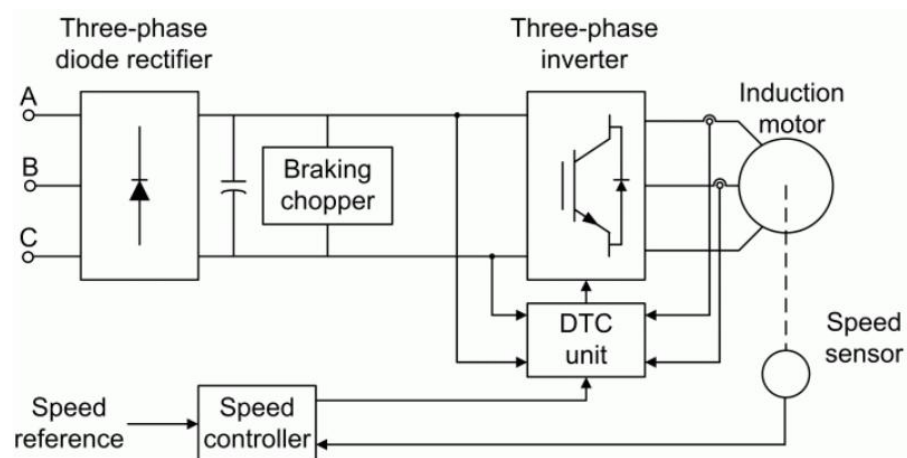 Three-phase
diode rectifier
Three-phase
inverter
Induction
motor
A
B
C
Braking
chopper
DTC
unit
Speed
sensor
Speed
reference
Speed
controller